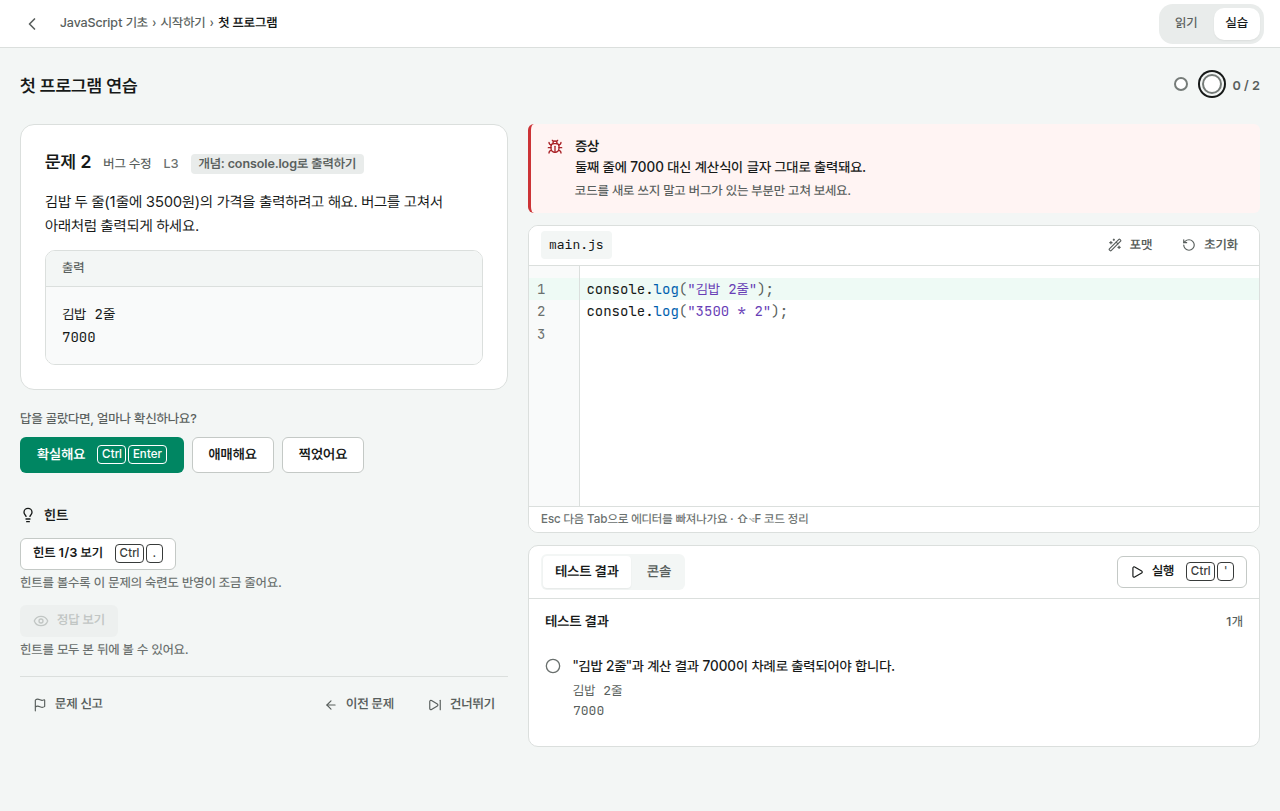 JavaScript 기초 › 시작하기 › 첫 프로그램
읽기 실습
첫 프로그램 연습
0 / 2
문제 2 버그 수정 L3 개념: console.log로 출력하기
김밥 두 줄(1줄에 3500원)의 가격을 출력하려고 해요. 버그를 고쳐서
아래처럼 출력되게 하세요.
출력
김밥 2줄
7000
답을 골랐다면, 얼마나 확신하나요?
확실해요 Ctrl Enter 애매해요 찍었어요
힌트
힌트 1/3 보기 Ctrl .
힌트를 볼수록 이 문제의 숙련도 반영이 조금 줄어요.
정답 보기
힌트를 모두 본 뒤에 볼 수 있어요.
문제 신고 이전 문제 건너뛰기
증상
둘째 줄에 7000 대신 계산식이 글자 그대로 출력돼요.
코드를 새로 쓰지 말고 버그가 있는 부분만 고쳐 보세요.
main.js 포맷 초기화
1 console.log("김밥 2줄");
2 console.log("3500 * 2");
3
Esc 다음 Tab으로 에디터를 빠져나가요 · ⇧⌥F 코드 정리
테스트 결과 콘솔 실행 Ctrl '
테스트 결과 1개
"김밥 2줄"과 계산 결과 7000이 차례로 출력되어야 합니다.
김밥 2줄
7000